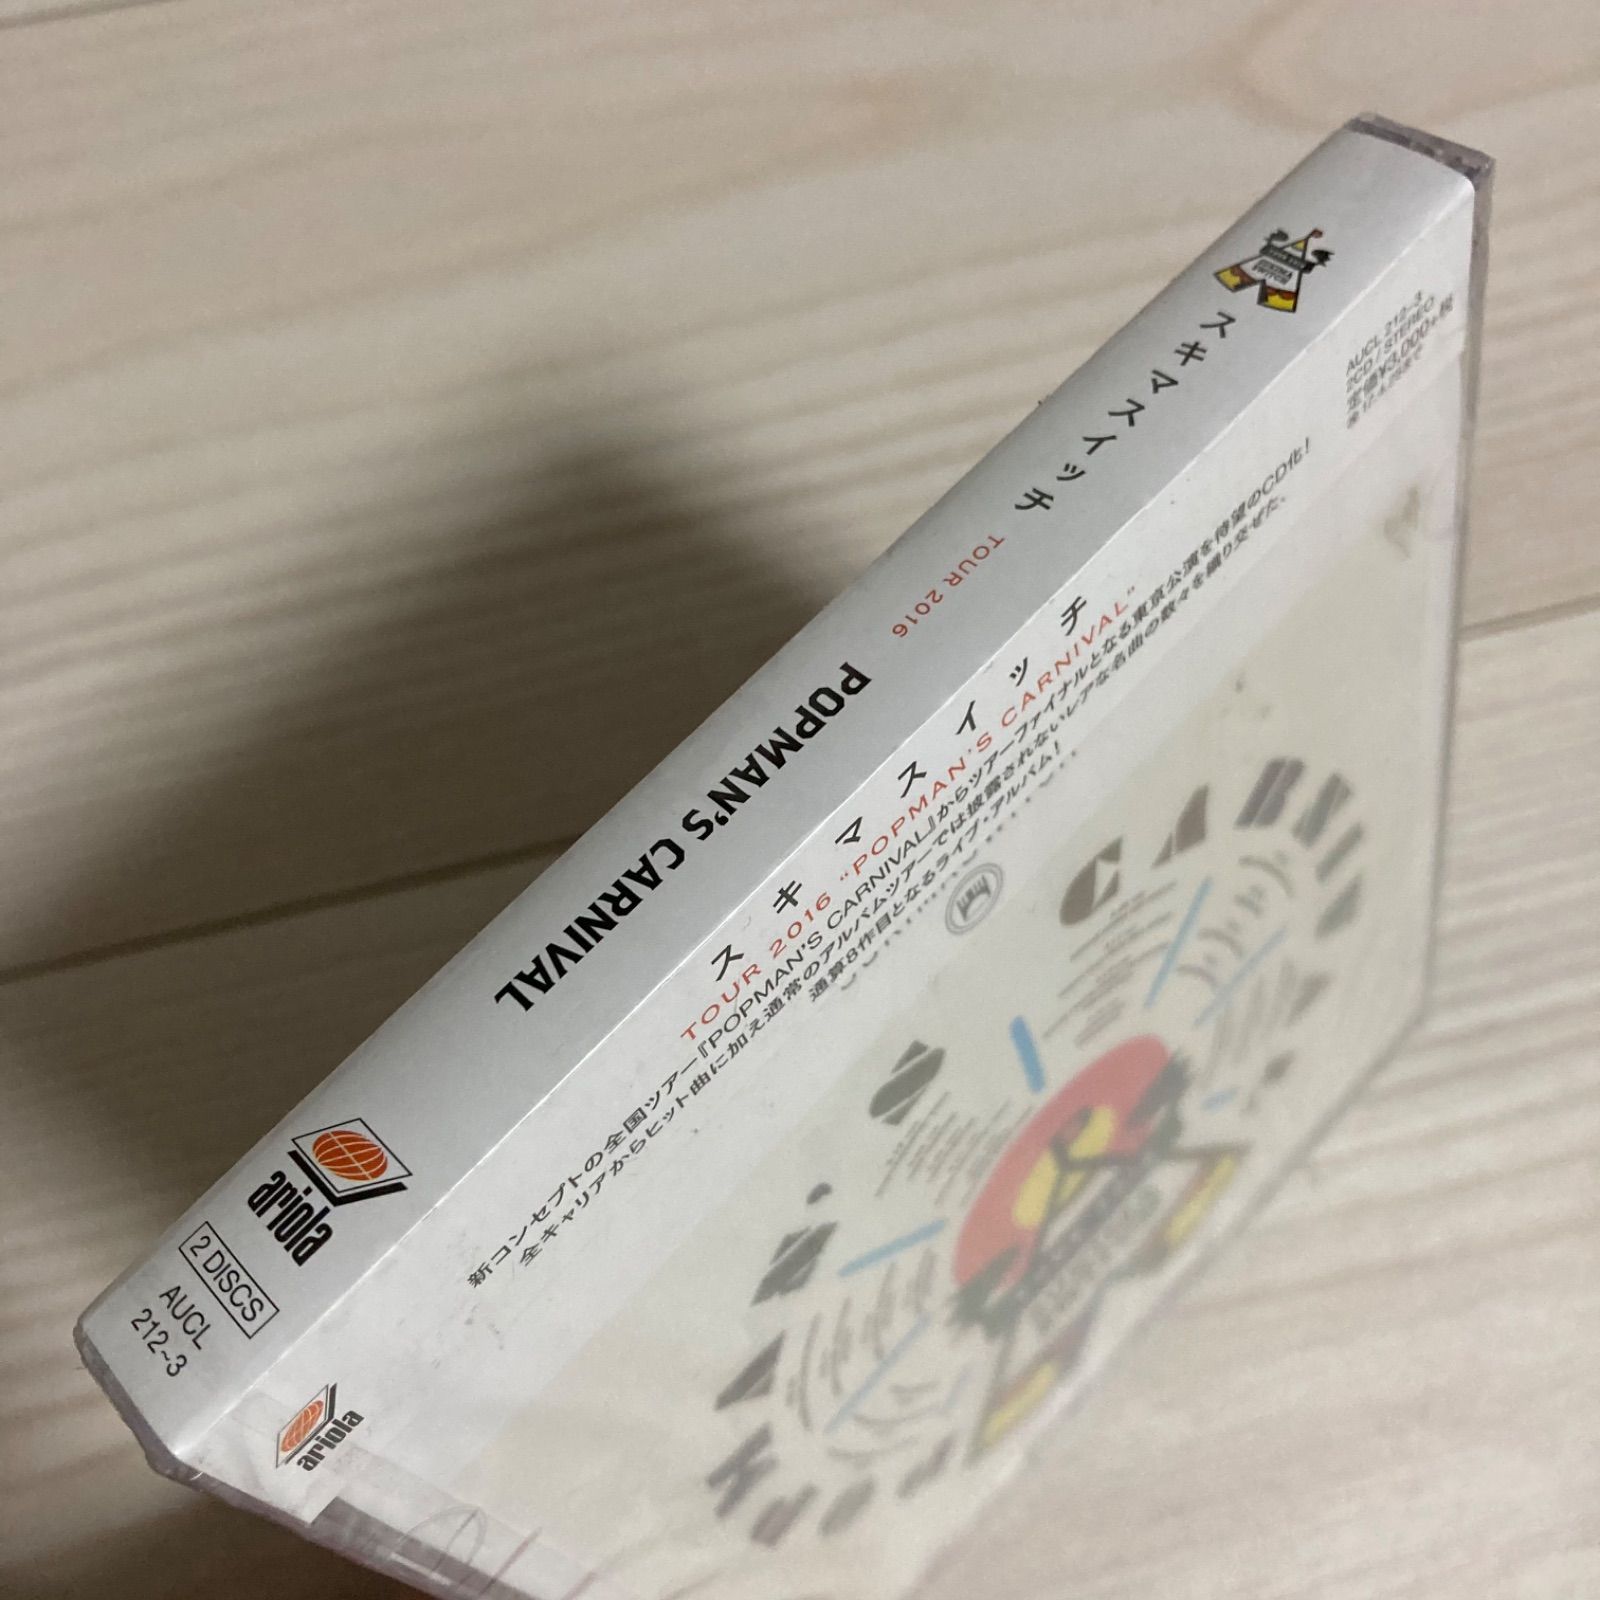 SUKIMA
SWITCH
スキマスイッチ
TOUR 2016
POPMAN'S CARNIVAL
ariola
2 DISCS
AUCL
212~3
AUCL 212~3
2CD / STEREO
定価¥3,000+税
スキマスイッチ
TOUR 2016 "POPMAN'S CARNIVAL"
新コンセプトの全国ツアー『POPMAN'S CARNIVAL』からツアーファイナルとなる東京公演を待望のCD化!
全キャリアからヒット曲に加え通常のアルバムツアーでは披露されないレアな名曲の数々を織り交ぜた、
通算8作目となるライブ・アルバム!
ariola